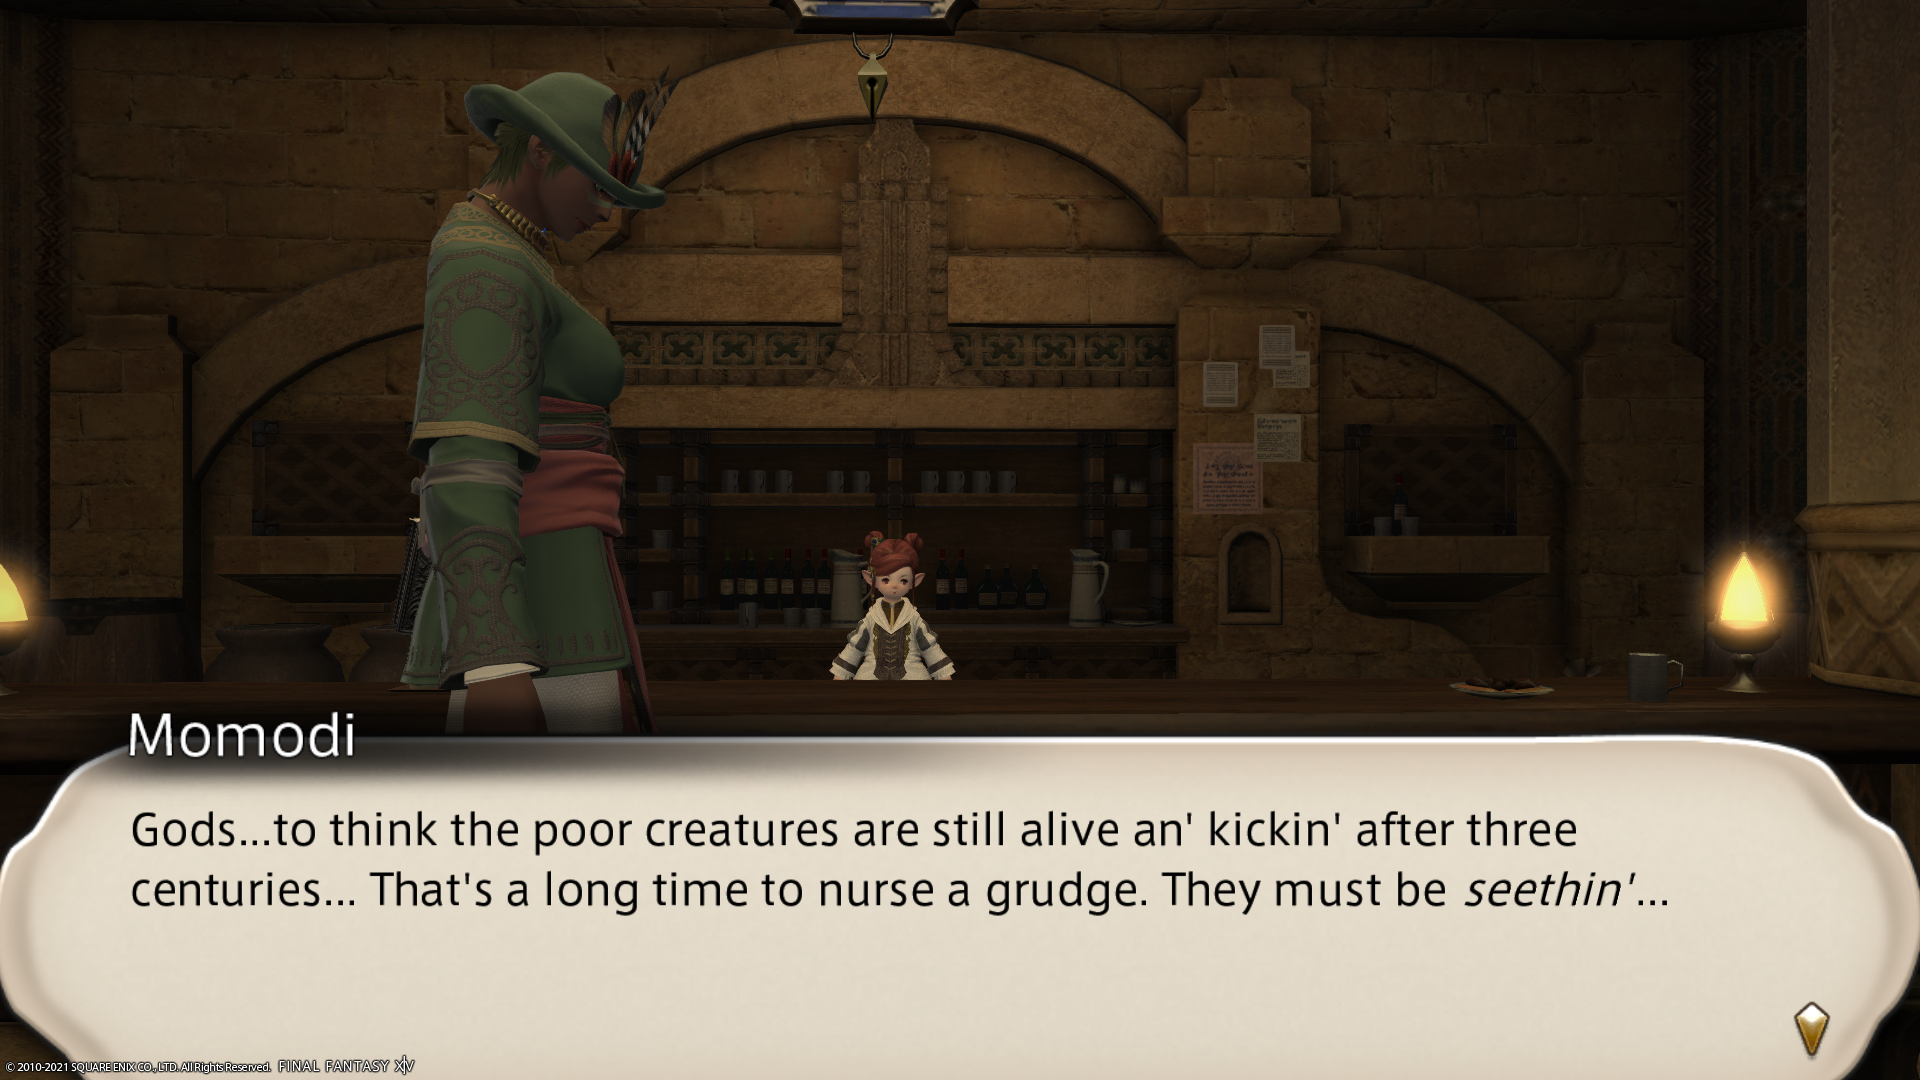 Momodi
Gods...to think the poor creatures are still alive an' kickin' after three
centuries... That's a long time to nurse a grudge. They must be seethin'...
© 2010-2021 SQUARE ENIX CO., LTD. All Rights Reserved. FINAL FANTASY XIV